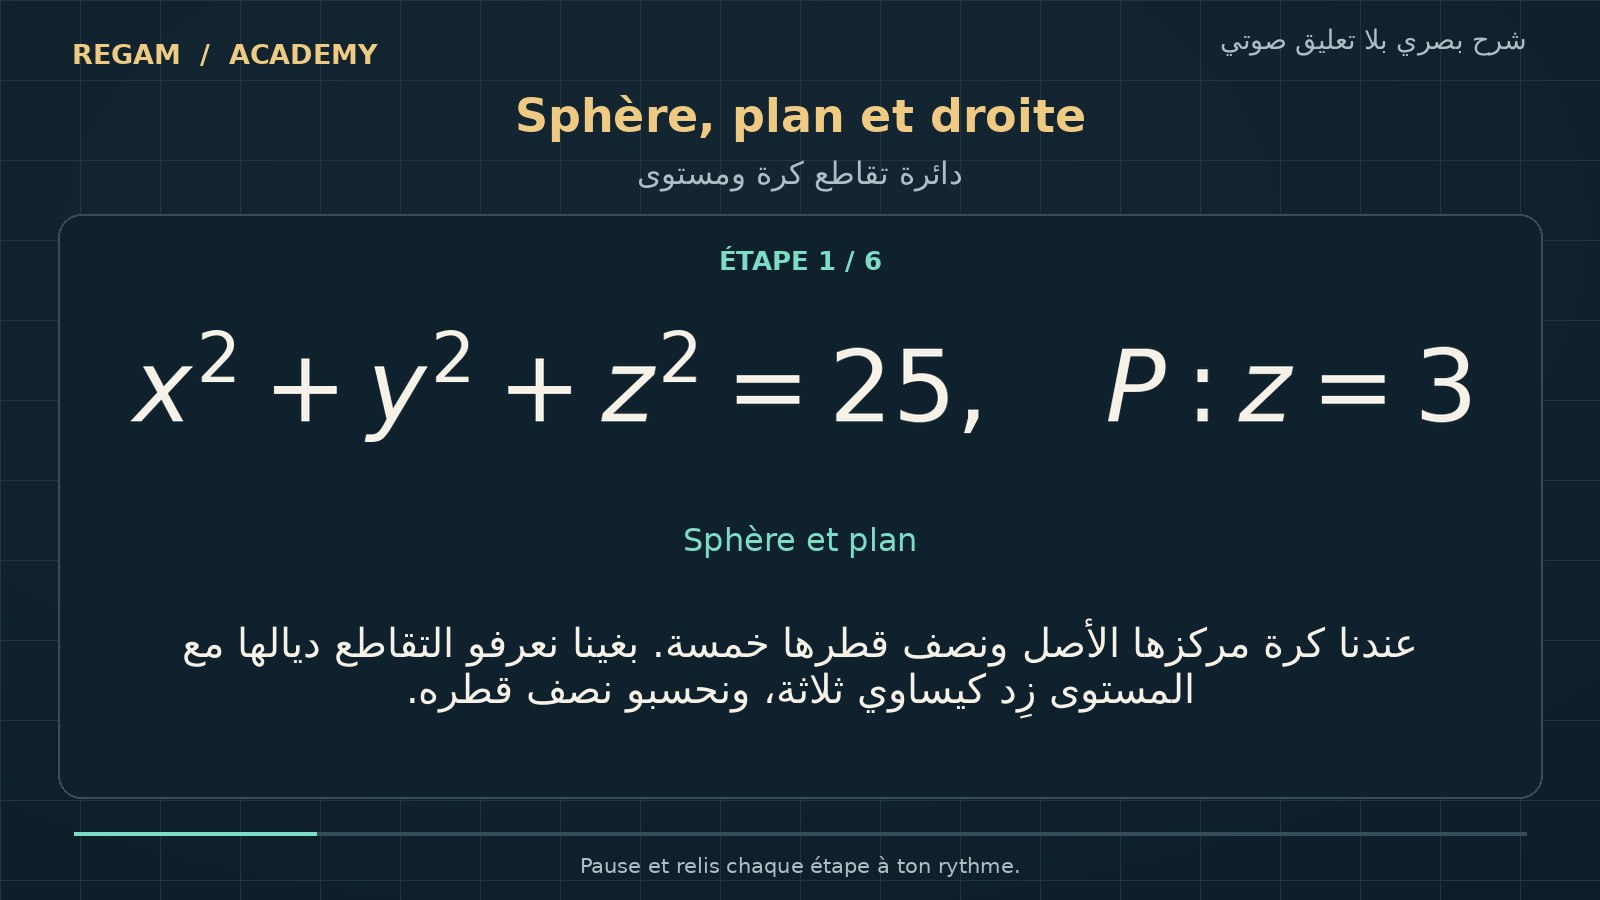 REGAM / ACADEMY
شرح بصري بلا تعليق صوتي
Sphère, plan et droite
دائرة تقاطع كرة ومستوى
ÉTAPE 1 / 6
x² + y² + z² = 25, P : z = 3
Sphère et plan
عندنا كرة مركزها الأصل ونصف قطرها خمسة. بغينا نعرفو التقاطع ديالها مع
المستوى زِد كيساوي ثلاثة، ونحسبو نصف قطره.
Pause et relis chaque étape à ton rythme.